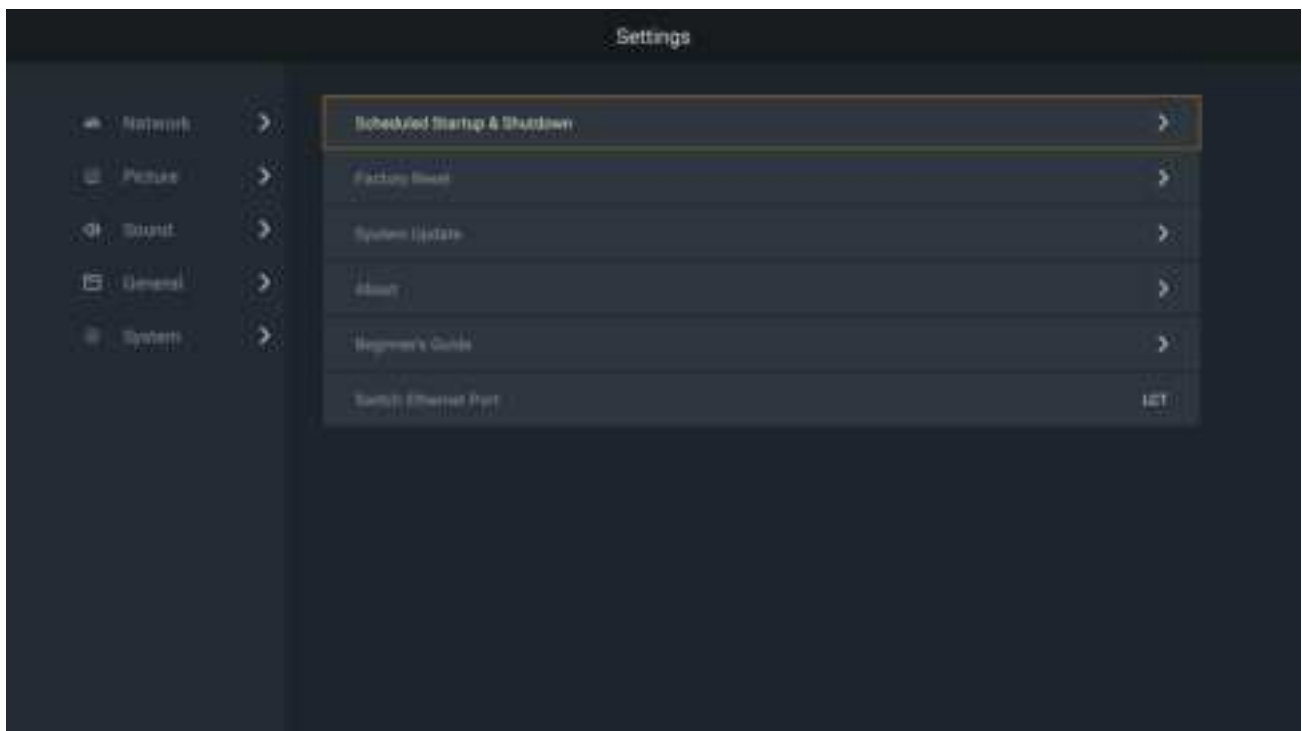 Settings
Network
Picture
Sound
General
System
Scheduled Startup & Shutdown
Factory Reset
System Update
About
Beginner's Guide
Switch Ethernet Port